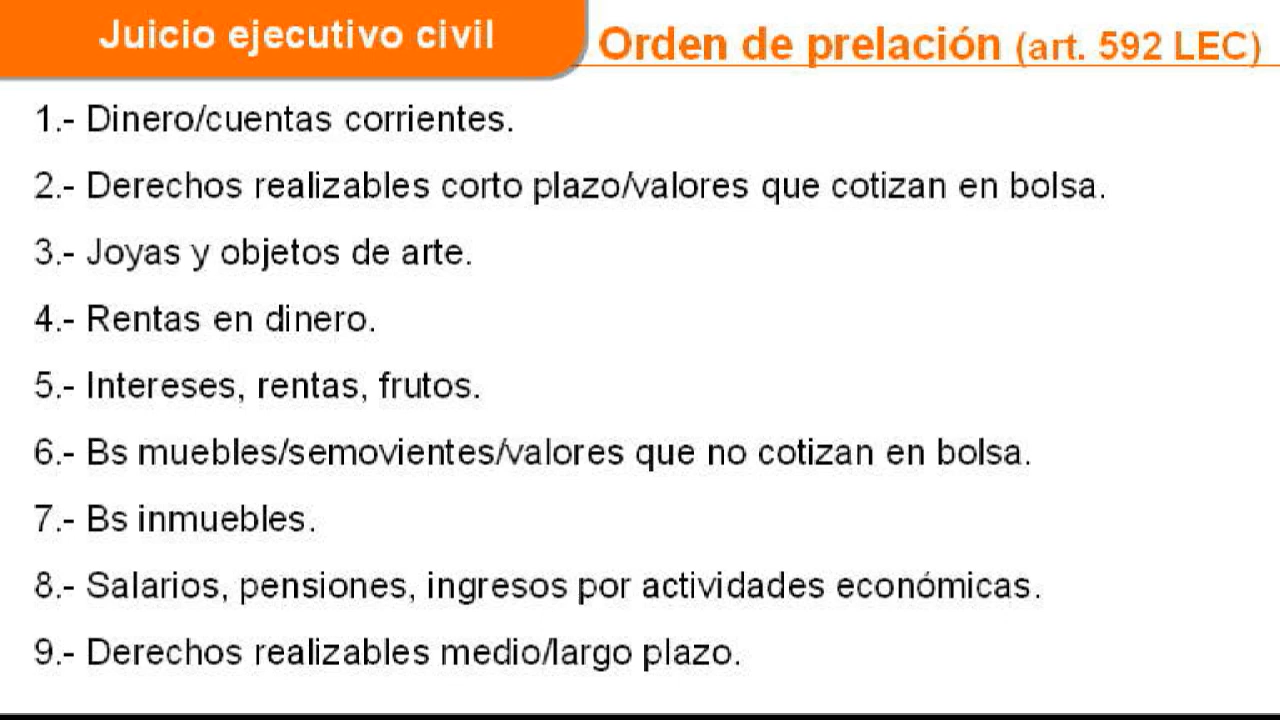 Juicio ejecutivo civil
Orden de prelación (art. 592 LEC)
1.- Dinero/cuentas corrientes.
2.- Derechos realizables corto plazo/valores que cotizan en bolsa.
3.- Joyas y objetos de arte.
4.- Rentas en dinero.
5.- Intereses, rentas, frutos.
6.- Bs muebles/semovientes/valores que no cotizan en bolsa.
7.- Bs inmuebles.
8.- Salarios, pensiones, ingresos por actividades económicas.
9.- Derechos realizables medio/largo plazo.